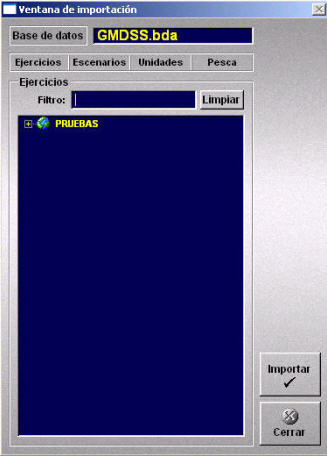 Ventana de importación
Base de datos GMDSS.bda
Ejercicios Escenarios Unidades Pesca
Ejercicios
Filtro: Limpiar
PRUEBAS
Importar
Cerrar